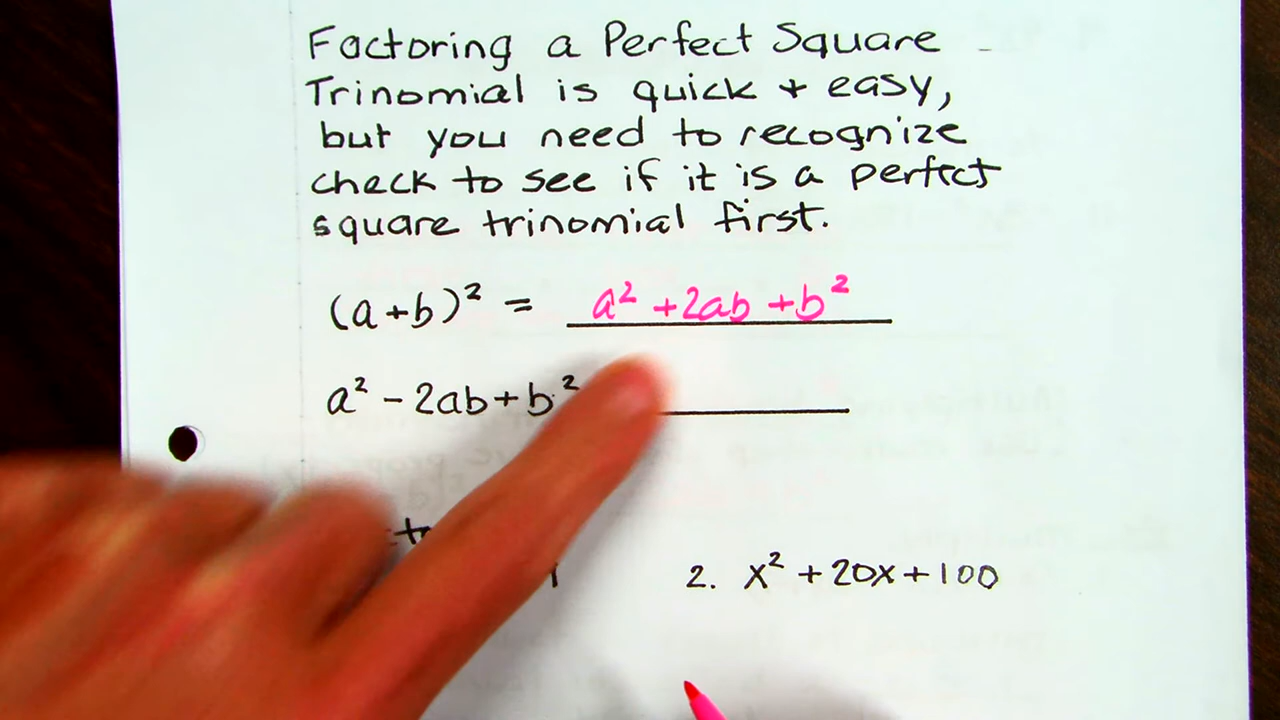 Factoring a Perfect Square
Trinomial is quick + easy,
but you need to recognize
check to see if it is a perfect
square trinomial first.
(a+b)² = a² +2ab +b²
a² - 2ab + b²
2. x² + 20x + 100